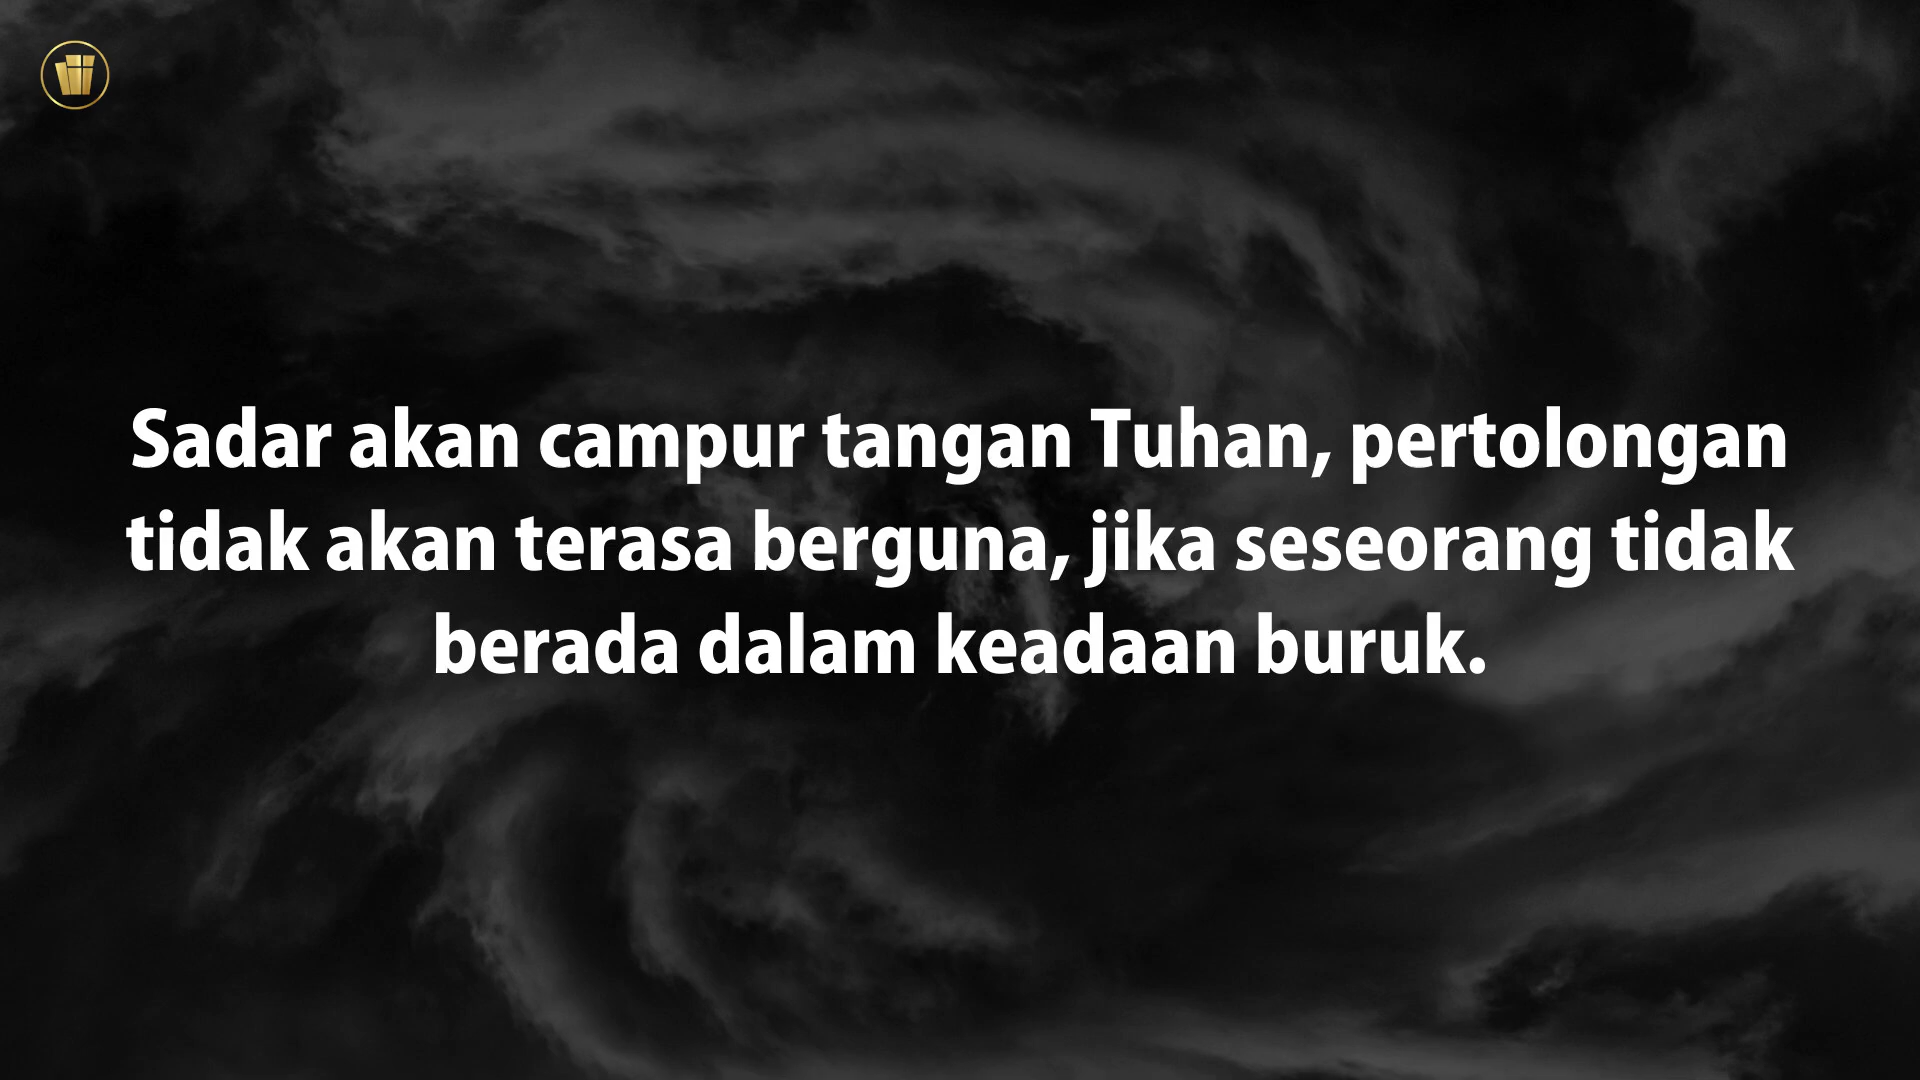 Sadar akan campur tangan Tuhan, pertolongan
tidak akan terasa berguna, jika seseorang tidak
berada dalam keadaan buruk.